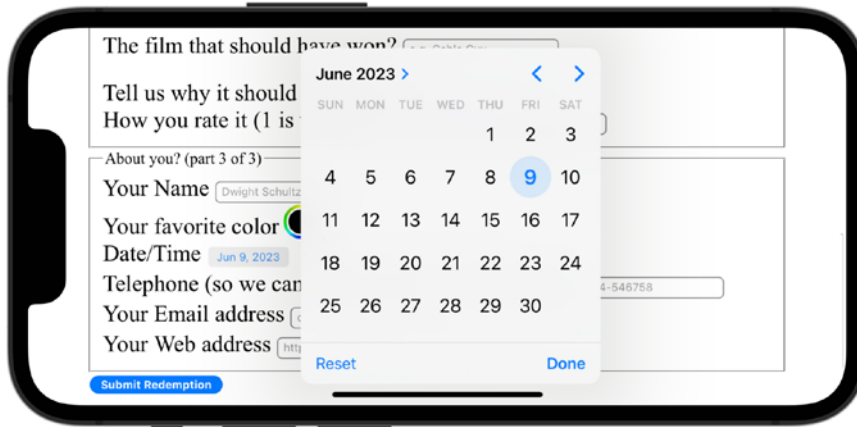 The film that should have won?
Tell us why it should
How you rate it (1 is
About you? (part 3 of 3)
Your Name Dwight Schultz
Your favorite color
Date/Time Jun 9, 2023
Telephone (so we can 4-546758
Your Email address
Your Web address http
Submit Redemption
June 2023 >
SUN MON TUE WED THU FRI SAT
1 2 3
4 5 6 7 8 9 10
11 12 13 14 15 16 17
18 19 20 21 22 23 24
25 26 27 28 29 30
Reset Done